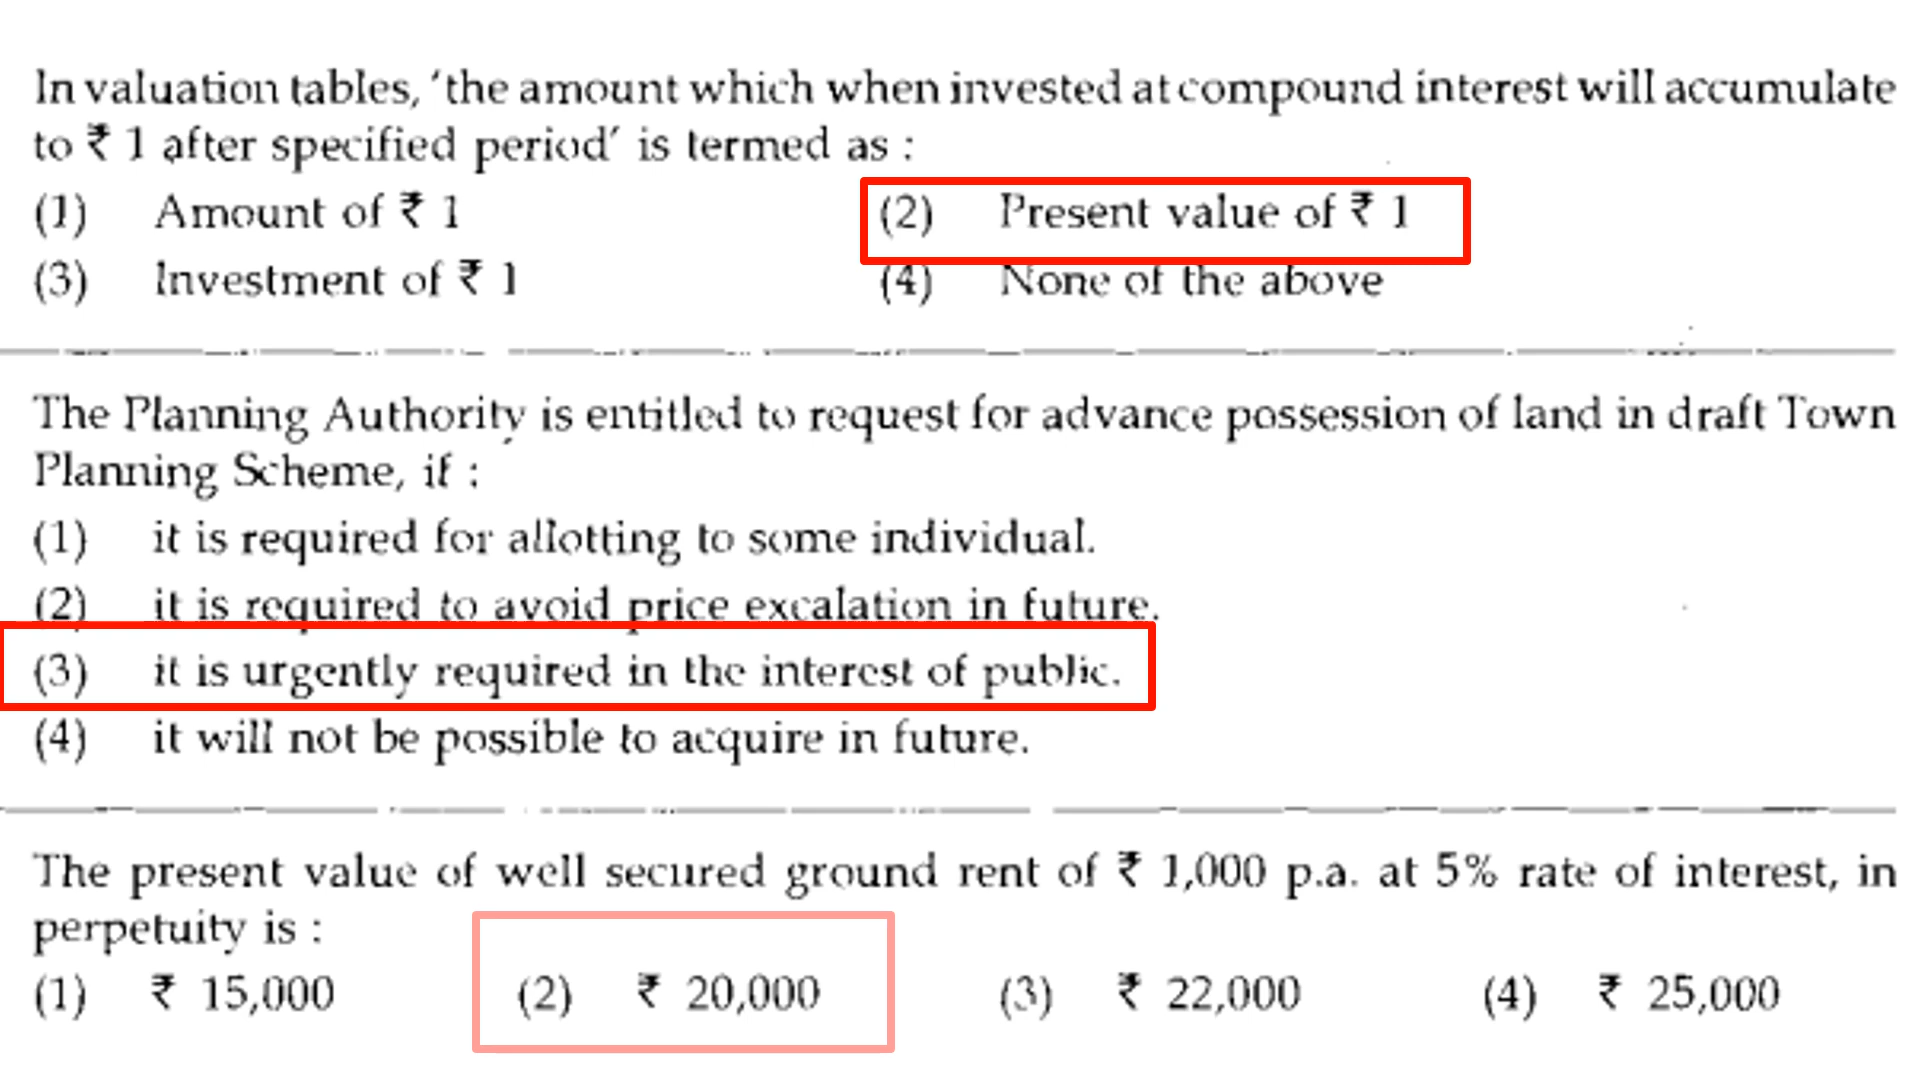 In valuation tables, 'the amount which when invested at compound interest will accumulate
to ₹ 1 after specified period' is termed as :
(1) Amount of ₹ 1 (2) Present value of ₹ 1
(3) Investment of ₹ 1 (4) None of the above
The Planning Authority is entitled to request for advance possession of land in draft Town
Planning Scheme, if :
(1) it is required for allotting to some individual.
(2) it is required to avoid price excalation in future.
(3) it is urgently required in the interest of public.
(4) it will not be possible to acquire in future.
The present value of well secured ground rent of ₹ 1,000 p.a. at 5% rate of interest, in
perpetuity is :
(1) ₹ 15,000 (2) ₹ 20,000 (3) ₹ 22,000 (4) ₹ 25,000